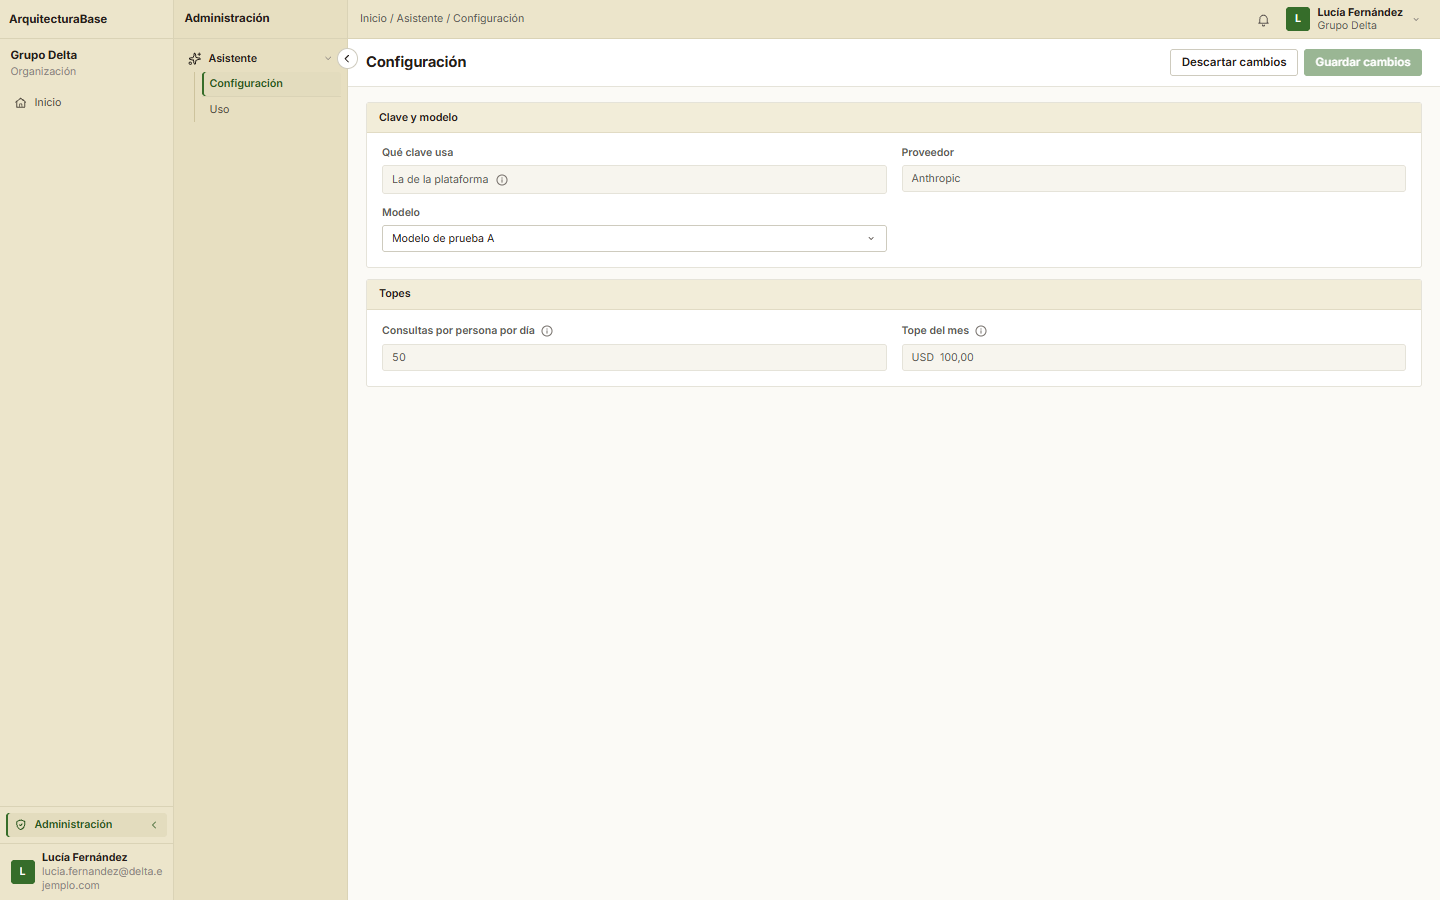 ArquitecturaBase
Grupo Delta
Organización
Inicio
Administración
Lucía Fernández
lucia.fernandez@delta.e
jemplo.com
Administración
Asistente
Configuración
Uso
Inicio / Asistente / Configuración
L
Lucía Fernández
Grupo Delta
Configuración
Descartar cambios
Guardar cambios
Clave y modelo
Qué clave usa
La de la plataforma
Proveedor
Anthropic
Modelo
Modelo de prueba A
Topes
Consultas por persona por día
50
Tope del mes
USD 100,00
L